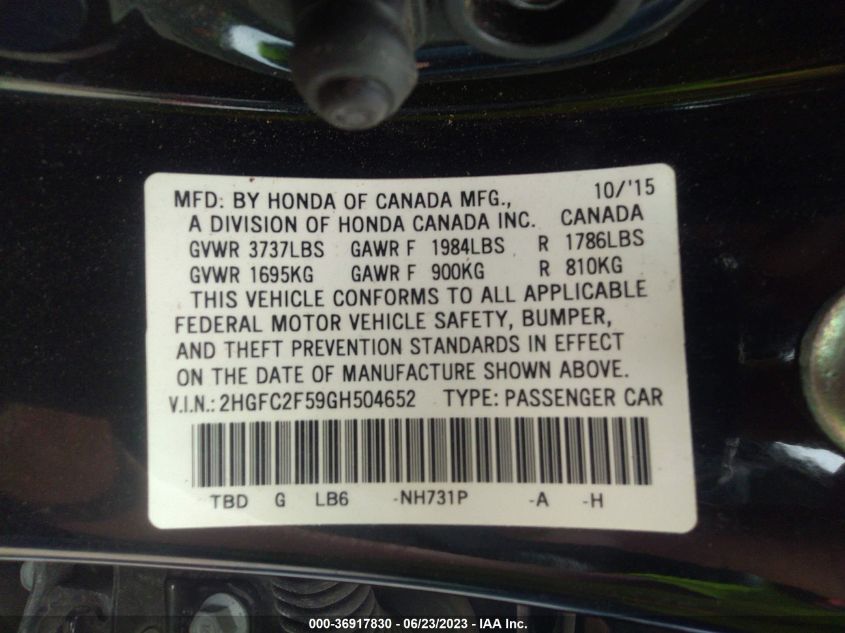 MFD: BY HONDA OF CANADA MFG., 10/'15
A DIVISION OF HONDA CANADA INC. CANADA
GVWR 3737LBS GAWR F 1984LBS R 1786LBS
GVWR 1695KG GAWR F 900KG R 810KG
THIS VEHICLE CONFORMS TO ALL APPLICABLE
FEDERAL MOTOR VEHICLE SAFETY, BUMPER,
AND THEFT PREVENTION STANDARDS IN EFFECT
ON THE DATE OF MANUFACTURE SHOWN ABOVE.
V.I.N.: 2HGFC2F59GH504652 TYPE: PASSENGER CAR
TBD G LB6 -NH731P -A -H
000-36917830 - 06/23/2023 - IAA Inc.